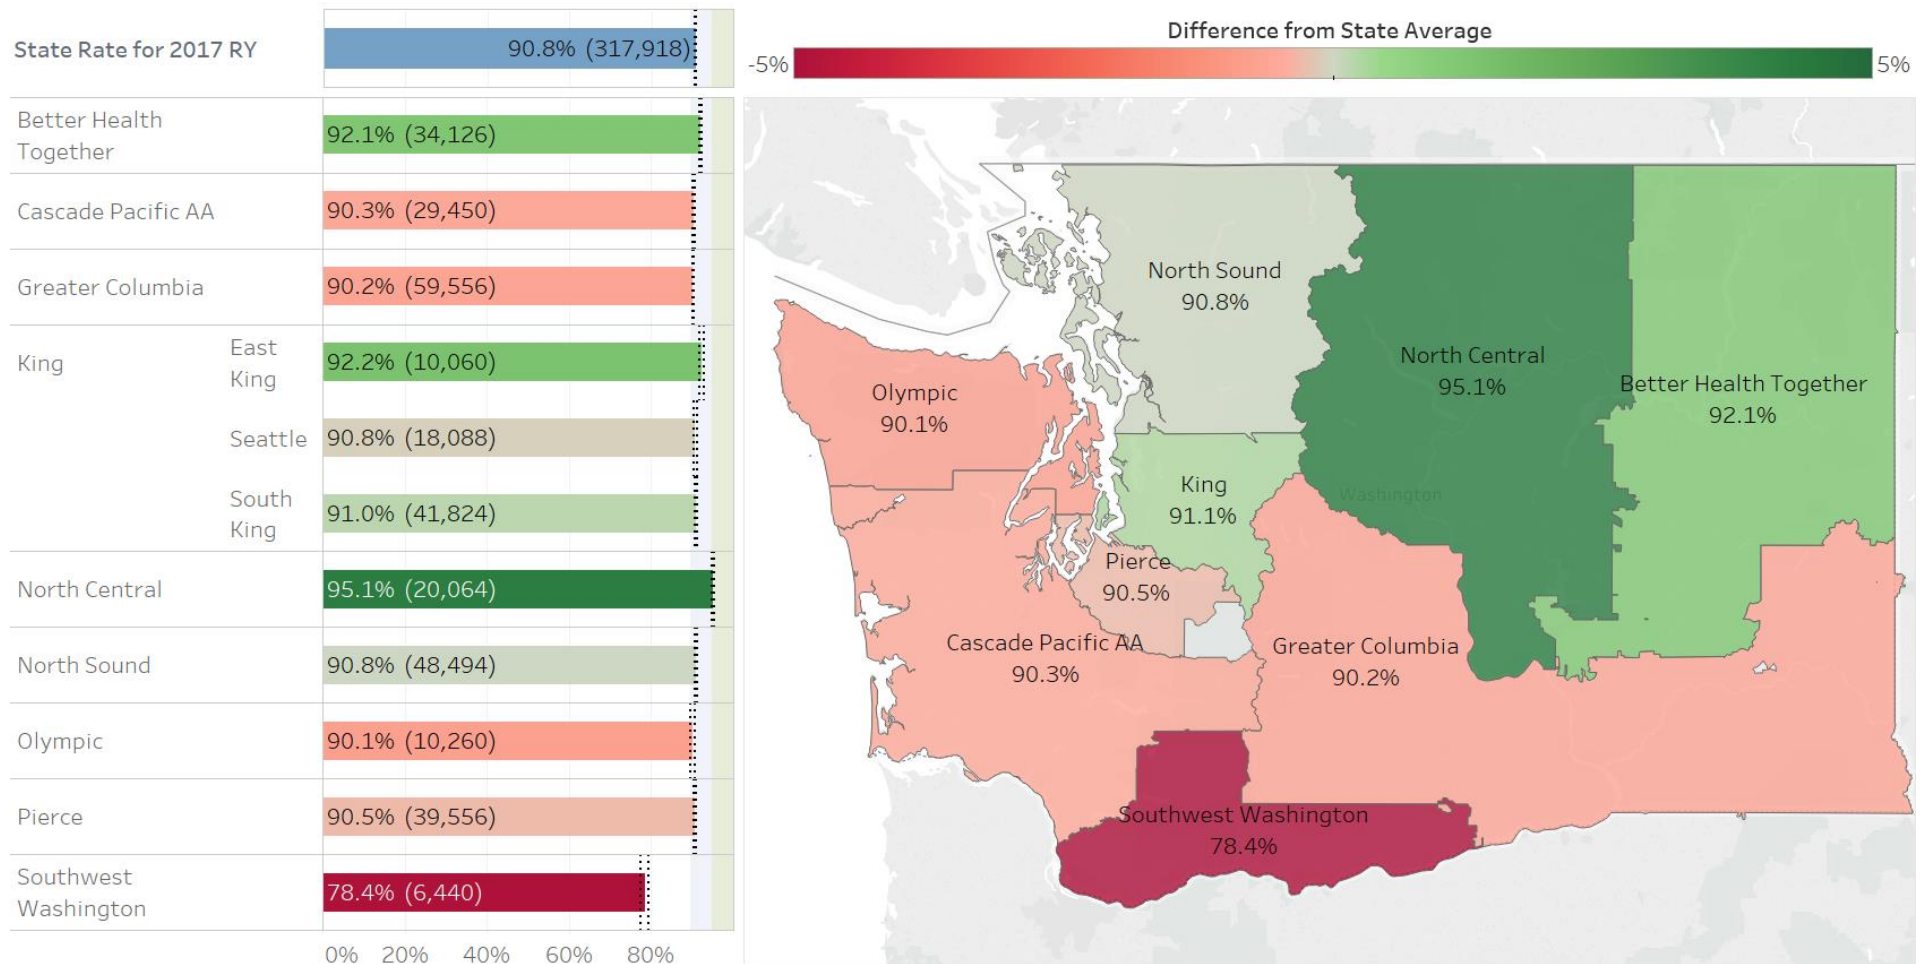 State Rate for 2017 RY
90.8% (317,918)
Better Health
Together
92.1% (34,126)
Cascade Pacific AA
90.3% (29,450)
Greater Columbia
90.2% (59,556)
King
East
King
92.2% (10,060)
Seattle
90.8% (18,088)
South
King
91.0% (41,824)
North Central
95.1% (20,064)
North Sound
90.8% (48,494)
Olympic
90.1% (10,260)
Pierce
90.5% (39,556)
Southwest
Washington
78.4% (6,440)
0% 20% 40% 60% 80%
Difference from State Average
-5%
5%
North Sound
90.8%
North Central
95.1%
Better Health Together
92.1%
Olympic
90.1%
King
91.1%
Washington
Pierce
90.5%
Cascade Pacific AA
90.3%
Greater Columbia
90.2%
Southwest Washington
78.4%